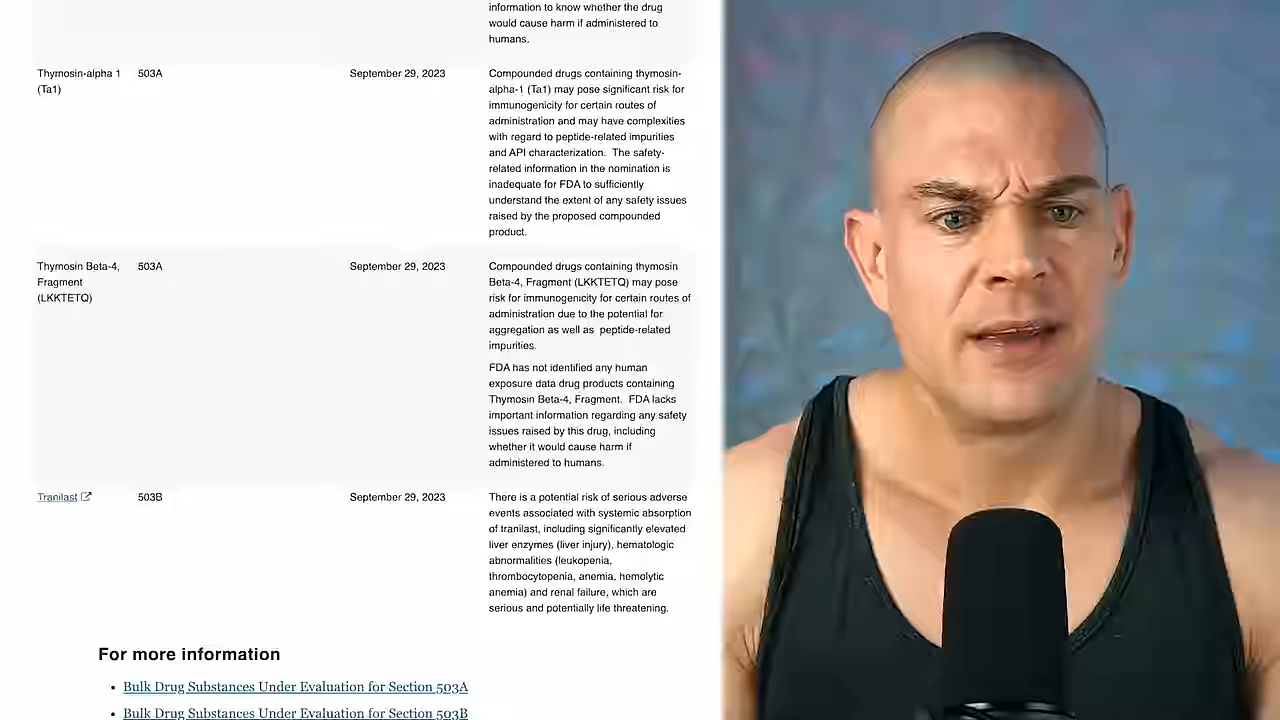 information to know whether the drug
would cause harm if administered to
humans.
Thymosin-alpha 1 503A September 29, 2023 Compounded drugs containing thymosin-
(Ta1) alpha-1 (Ta1) may pose significant risk for
immunogenicity for certain routes of
administration and may have complexities
with regard to peptide-related impurities
and API characterization. The safety-
related information in the nomination is
inadequate for FDA to sufficiently
understand the extent of any safety issues
raised by the proposed compounded
product.
Thymosin Beta-4, 503A September 29, 2023 Compounded drugs containing thymosin
Fragment Beta-4, Fragment (LKKTETQ) may pose
(LKKTETQ) risk for immunogenicity for certain routes of
administration due to the potential for
aggregation as well as peptide-related
impurities.
FDA has not identified any human
exposure data drug products containing
Thymosin Beta-4, Fragment. FDA lacks
important information regarding any safety
issues raised by this drug, including
whether it would cause harm if
administered to humans.
Tranilast 503B September 29, 2023 There is a potential risk of serious adverse
events associated with systemic absorption
of tranilast, including significantly elevated
liver enzymes (liver injury), hematologic
abnormalities (leukopenia,
thrombocytopenia, anemia, hemolytic
anemia) and renal failure, which are
serious and potentially life threatening.
For more information
• Bulk Drug Substances Under Evaluation for Section 503A
• Bulk Drug Substances Under Evaluation for Section 503B